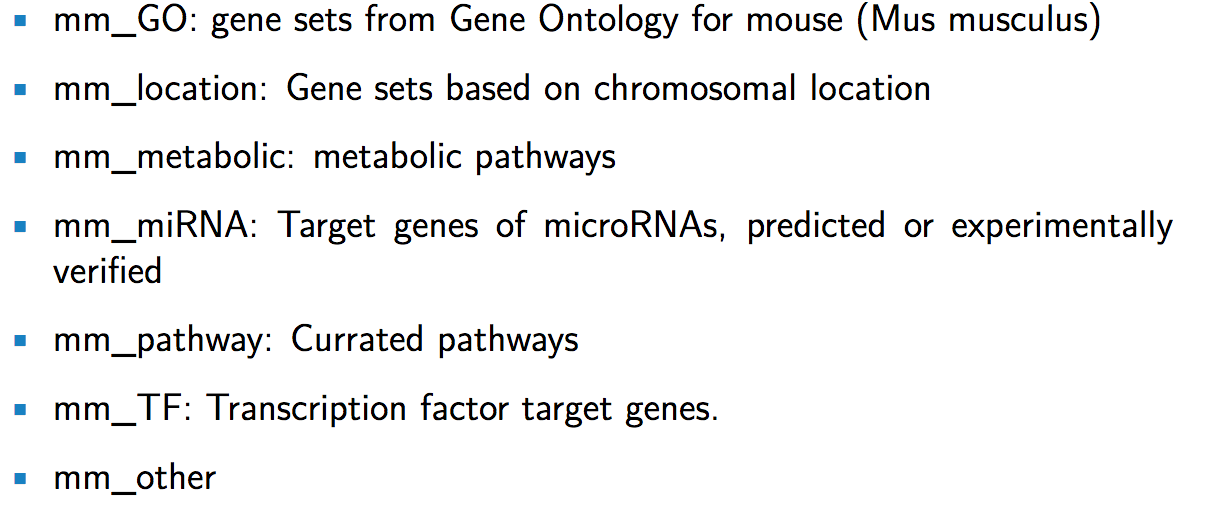 mm_GO: gene sets from Gene Ontology for mouse (Mus musculus)
mm_location: Gene sets based on chromosomal location
mm_metabolic: metabolic pathways
mm_miRNA: Target genes of microRNAs, predicted or experimentally
verified
mm_pathway: Currated pathways
mm_TF: Transcription factor target genes.
mm_other